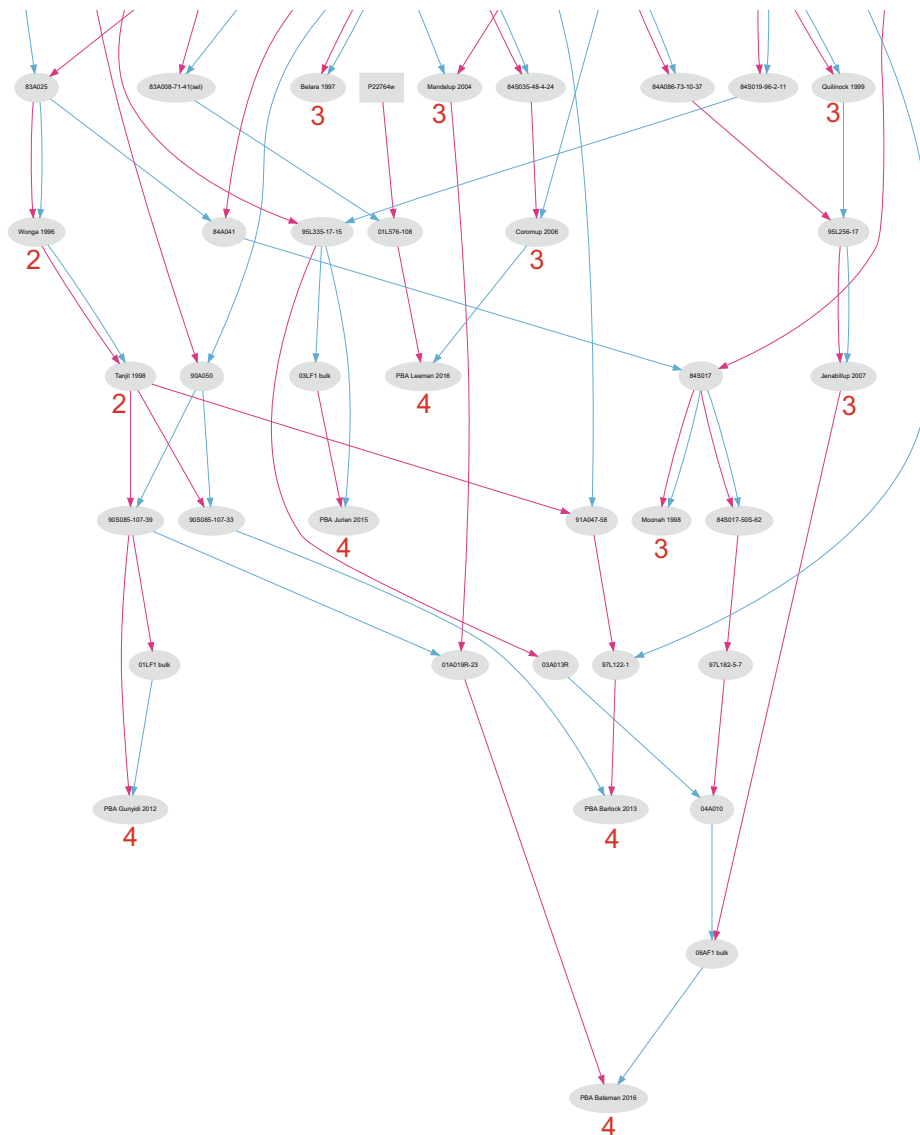 83A025
83A008-71-41(sel)
Belara 1997
P22764w
Mandelup 2004
84S035-48-4-24
84A086-73-10-37
84S019-96-2-11
Quilinock 1999
3
3
3
Wonga 1996
84A041
95L335-17-15
01L576-108
Coromup 2006
95L256-17
2
3
Tanjil 1998
90A050
03LF1 bulk
PBA Leeman 2016
84S017
Jenabillup 2007
2
4
3
90S085-107-39
90S085-107-33
PBA Jurien 2015
91A047-58
Moonah 1998
84S017-50S-62
4
3
01LF1 bulk
01A019R-23
03A013R
97L122-1
97L182-5-7
PBA Gunyidi 2012
PBA Barlock 2013
04A010
4
4
06AF1 bulk
PBA Bateman 2016
4